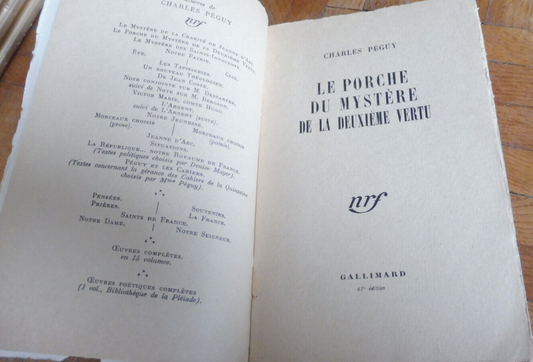 Œuvres de
CHARLES PÉGUY
nrf
Le Mystère de la Charité de Jeanne d'Arc.
Le Porche du Mystère de la Deuxième Vertu.
Le Mystère des Saints-Innocents.
Notre Patrie.
Ève.
Les Tapisseries.
Clio.
Un nouveau Théologien.
De Jean Coste.
Note conjointe sur M. Descartes,
suivi de Note sur M. Bergson.
Victor Marie, comte Hugo.
L'Argent,
suivi de L'Argent (suite).
Notre Jeunesse.
Morceaux choisis
(prose).
Morceaux choisis
(poésie).
Jeanne d'Arc.
Situations.
La République... notre Royaume de France.
(Textes politiques choisis par Denise Mayer).
Péguy et les Cahiers.
(Textes concernant la gérance des Cahiers de la Quinzaine
choisis par Mme Péguy).
Pensées.
Prières.
Souvenirs.
La France.
Saints de France.
Notre Dame.
Notre Seigneur.
Œuvres complètes.
en 15 volumes.
Œuvres poétiques complètes
(1 vol., Bibliothèque de la Pléiade).
CHARLES PÉGUY
LE PORCHE
DU MYSTÈRE
DE LA DEUXIÈME VERTU
nrf
GALLIMARD
édition